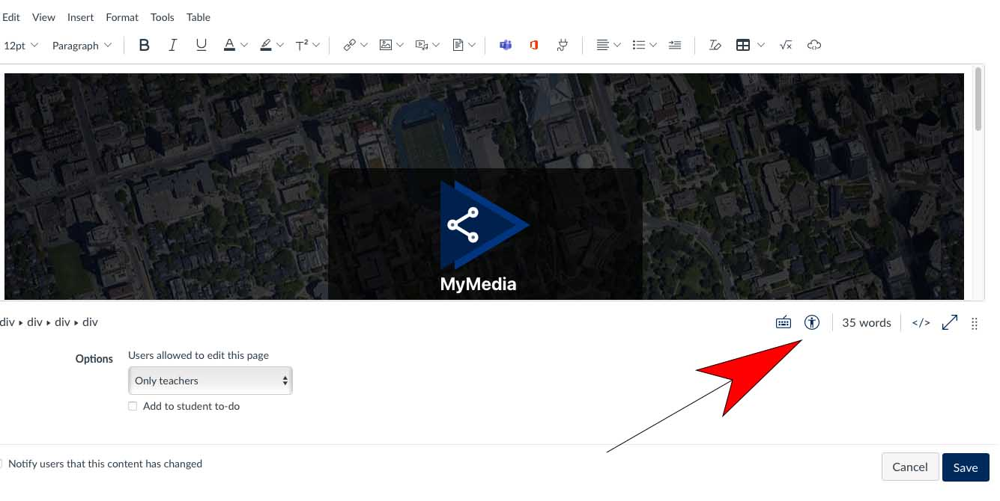 Edit View Insert Format Tools Table
12pt Paragraph B I U A T²
√x
MyMedia
div ▸ div ▸ div ▸ div 35 words </>
Options Users allowed to edit this page
Only teachers
Add to student to-do
Notify users that this content has changed
Cancel Save